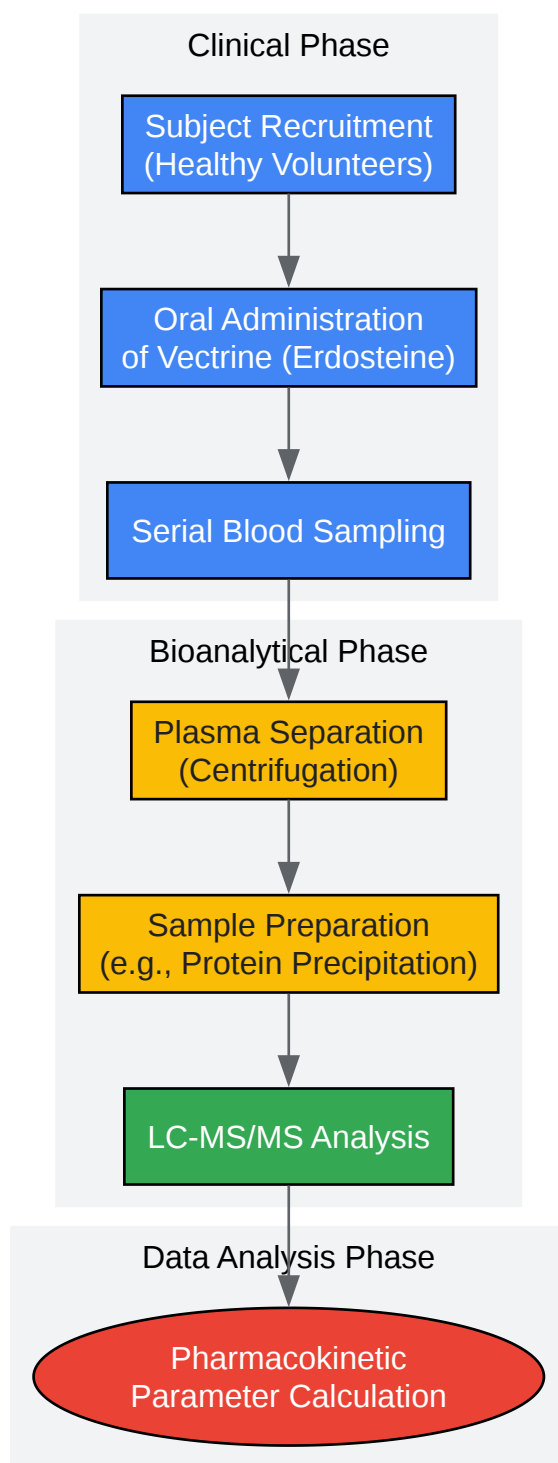 Clinical Phase
Subject Recruitment
(Healthy Volunteers)
Oral Administration
of Vectrine (Erdosteine)
Serial Blood Sampling
Bioanalytical Phase
Plasma Separation
(Centrifugation)
Sample Preparation
(e.g., Protein Precipitation)
LC-MS/MS Analysis
Data Analysis Phase
Pharmacokinetic
Parameter Calculation